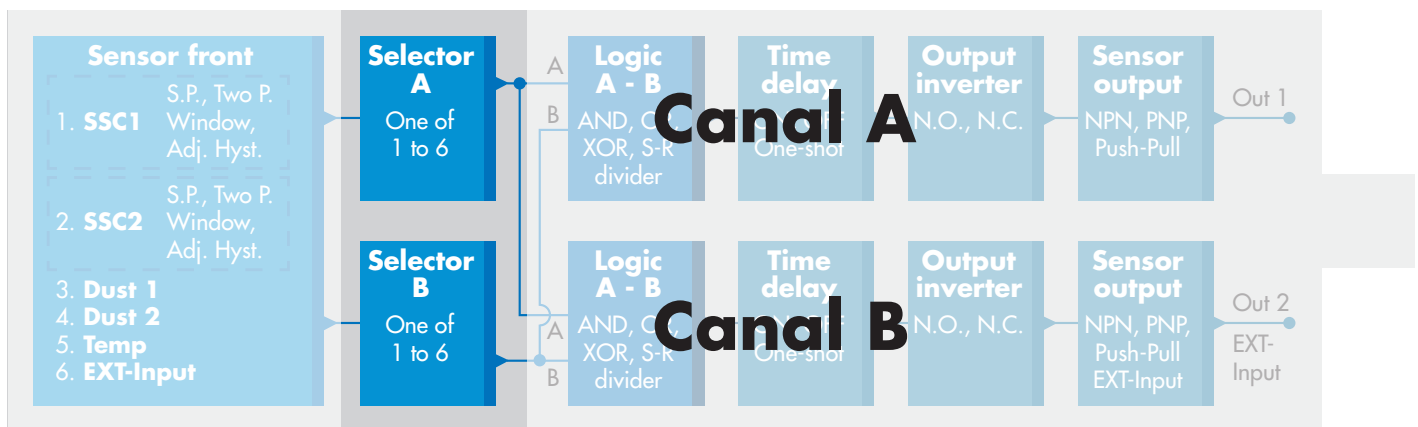 Sensor front
1. SSC1
S.P., Two P.
Window,
Adj. Hyst.
2. SSC2
S.P., Two P.
Window,
Adj. Hyst.
3. Dust 1
4. Dust 2
5. Temp
6. EXT-Input
Selector
A
One of
1 to 6
A
B
Logic
A - B
AND, OR,
XOR, S-R
divider
Time
delay
One-shot
Output
inverter
N.O., N.C.
Sensor
output
NPN, PNP,
Push-Pull
Out 1
Canal A
Selector
B
One of
1 to 6
A
B
Logic
A - B
AND, OR,
XOR, S-R
divider
Time
delay
One-shot
Output
inverter
N.O., N.C.
Sensor
output
NPN, PNP,
Push-Pull
EXT-Input
Out 2
EXT-
Input
Canal B